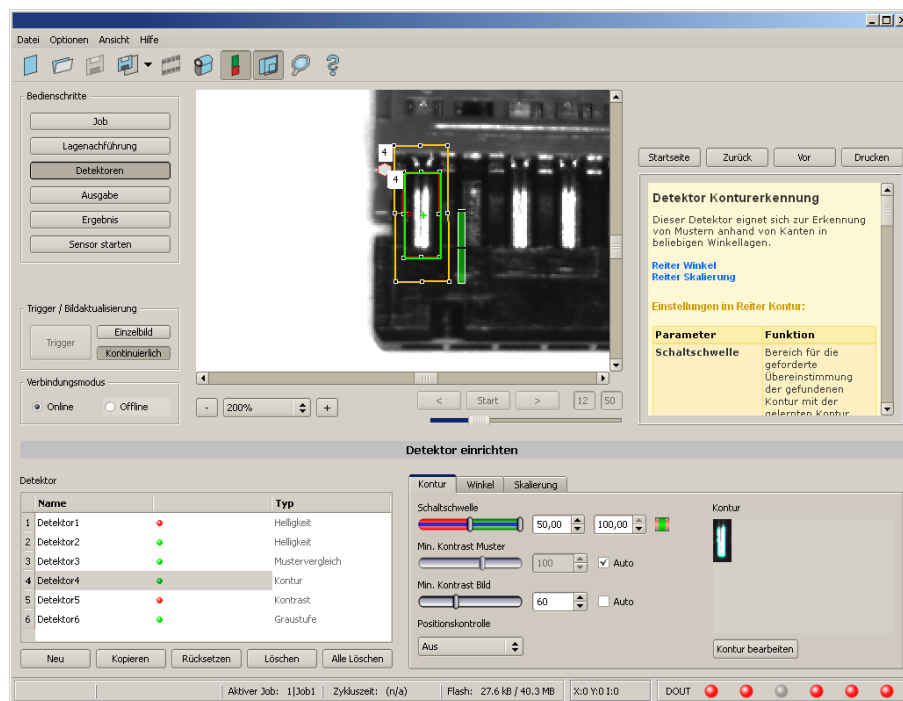 Datei Optionen Ansicht Hilfe
Bedienschritte
Job
Lagenachführung
Detektoren
Ausgabe
Ergebnis
Sensor starten
Trigger / Bildaktualisierung
Trigger
Einzelbild
Kontinuierlich
Verbindungsmodus
Online Offline
4
4
- 200% +
< Start > 12 50
Startseite Zurück Vor Drucken
Detektor Konturerkennung
Dieser Detektor eignet sich zur Erkennung
von Mustern anhand von Kanten in
beliebigen Winkellagen.
Reiter Winkel
Reiter Skalierung
Einstellungen im Reiter Kontur:
Parameter Funktion
Schaltschwelle Bereich für die
geforderte
Übereinstimmung
der gefundenen
Kontur mit der
gelernten Kontur
Detektor einrichten
Detektor
Name Typ
1 Detektor1 Helligkeit
2 Detektor2 Helligkeit
3 Detektor3 Mustervergleich
4 Detektor4 Kontur
5 Detektor5 Kontrast
6 Detektor6 Graustufe
Neu Kopieren Rücksetzen Löschen Alle Löschen
Kontur Winkel Skalierung
Schaltschwelle
50,00 100,00
Min. Kontrast Muster
100 Auto
Min. Kontrast Bild
60 Auto
Positionskontrolle
Aus
Kontur
Kontur bearbeiten
Aktiver Job: 1|Job1 Zykluszeit: (n/a) Flash: 27.6 kB / 40.3 MB X:0 Y:0 I:0 DOUT